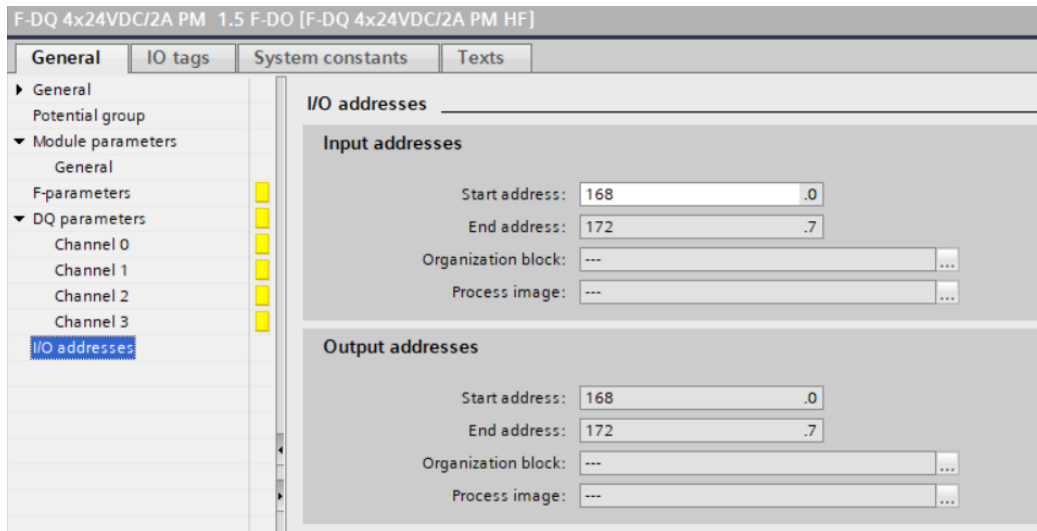 F-DQ 4x24VDC/2A PM 1.5 F-DO [F-DQ 4x24VDC/2A PM HF]
General IO tags System constants Texts
General
Potential group
Module parameters
General
F-parameters
DQ parameters
Channel 0
Channel 1
Channel 2
Channel 3
I/O addresses
I/O addresses
Input addresses
Start address: 168 .0
End address: 172 .7
Organization block: --- ...
Process image: --- ...
Output addresses
Start address: 168 .0
End address: 172 .7
Organization block: --- ...
Process image: --- ...